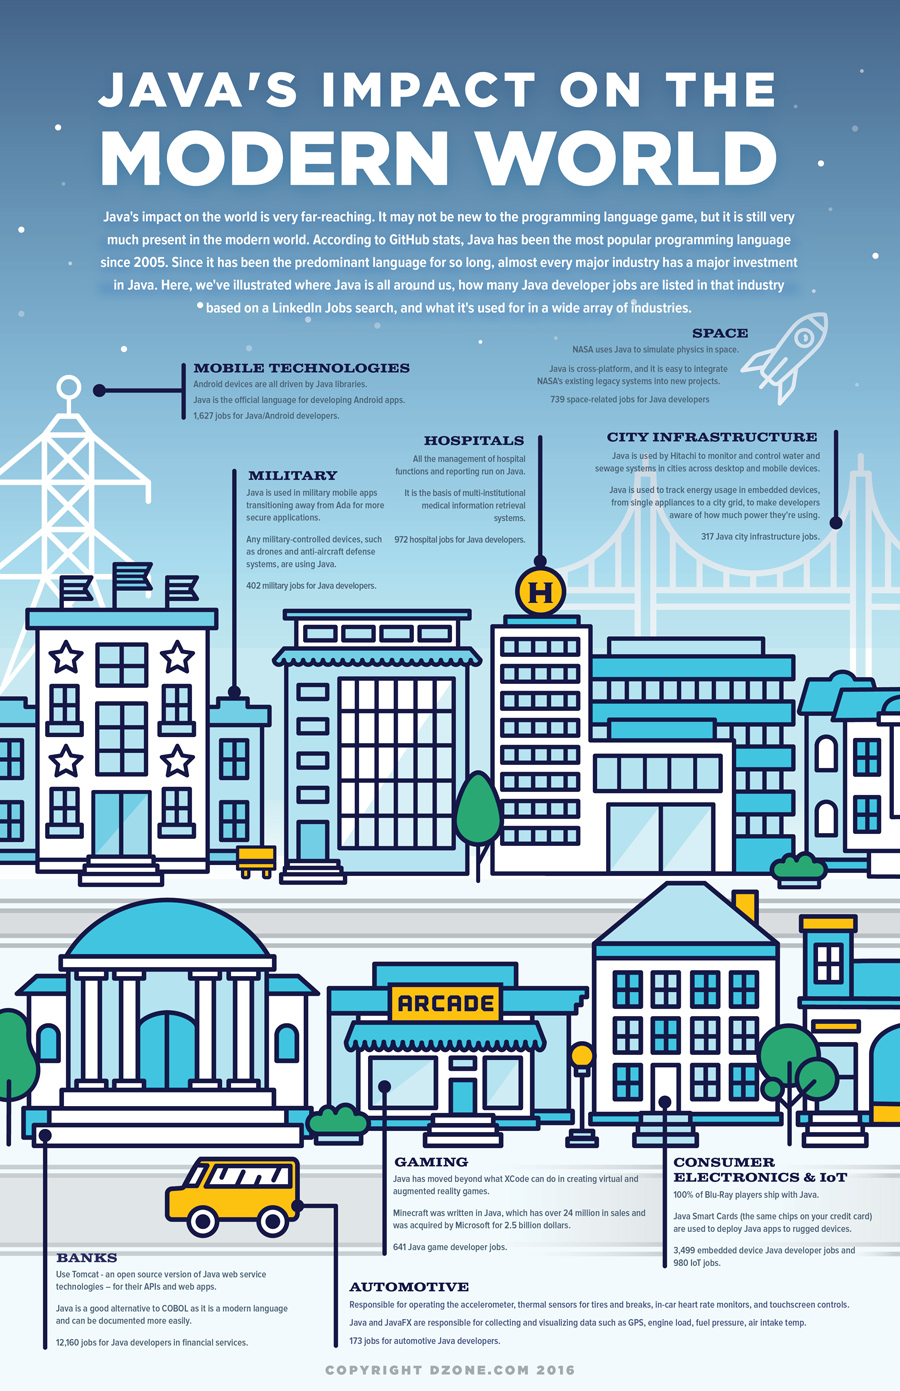 JAVA'S IMPACT ON THE
MODERN WORLD
Java's impact on the world is very far-reaching. It may not be new to the programming language game, but it is still very
much present in the modern world. According to GitHub stats, Java has been the most popular programming language
since 2005. Since it has been the predominant language for so long, almost every major industry has a major investment
in Java. Here, we've illustrated where Java is all around us, how many Java developer jobs are listed in that industry
based on a LinkedIn Jobs search, and what it's used for in a wide array of industries.
SPACE
NASA uses Java to simulate physics in space.
Java is cross-platform, and it is easy to integrate
NASA's existing legacy systems into new projects.
739 space-related jobs for Java developers
MOBILE TECHNOLOGIES
Android devices are all driven by Java libraries.
Java is the official language for developing Android apps.
1,627 jobs for Java/Android developers.
HOSPITALS
All the management of hospital
functions and reporting run on Java.
It is the basis of multi-institutional
medical information retrieval
systems.
972 hospital jobs for Java developers.
CITY INFRASTRUCTURE
Java is used by Hitachi to monitor and control water and
sewage systems in cities across desktop and mobile devices.
Java is used to track energy usage in embedded devices,
from single appliances to a city grid, to make developers
aware of how much power they're using.
317 Java city infrastructure jobs.
MILITARY
Java is used in military mobile apps
transitioning away from Ada for more
secure applications.
Any military-controlled devices, such
as drones and anti-aircraft defense
systems, are using Java.
402 military jobs for Java developers.
H
ARCADE
GAMING
Java has moved beyond what XCode can do in creating virtual and
augmented reality games.
Minecraft was written in Java, which has over 24 million in sales and
was acquired by Microsoft for 2.5 billion dollars.
641 Java game developer jobs.
CONSUMER
ELECTRONICS & IoT
100% of Blu-Ray players ship with Java.
Java Smart Cards (the same chips on your credit card)
are used to deploy Java apps to rugged devices.
3,499 embedded device Java developer jobs and
980 IoT jobs.
BANKS
Use Tomcat - an open source version of Java web service
technologies – for their APIs and web apps.
Java is a good alternative to COBOL as it is a modern language
and can be documented more easily.
12,160 jobs for Java developers in financial services.
AUTOMOTIVE
Responsible for operating the accelerometer, thermal sensors for tires and breaks, in-car heart rate monitors, and touchscreen controls.
Java and JavaFX are responsible for collecting and visualizing data such as GPS, engine load, fuel pressure, air intake temp.
173 jobs for automotive Java developers.
COPYRIGHT DZONE.COM 2016